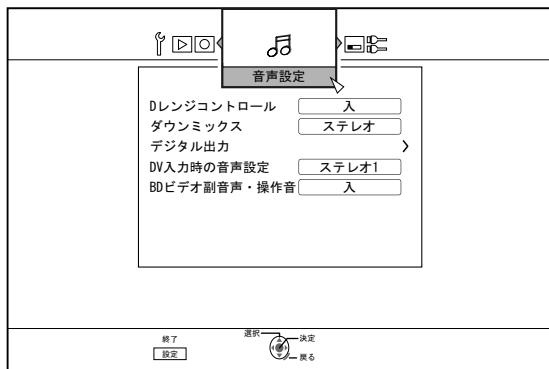 音声設定
Dレンジコントロール 入
ダウンミックス ステレオ
デジタル出力
DV入力時の音声設定 ステレオ1
BDビデオ副音声・操作音 入
終了
設定
選択
決定
戻る